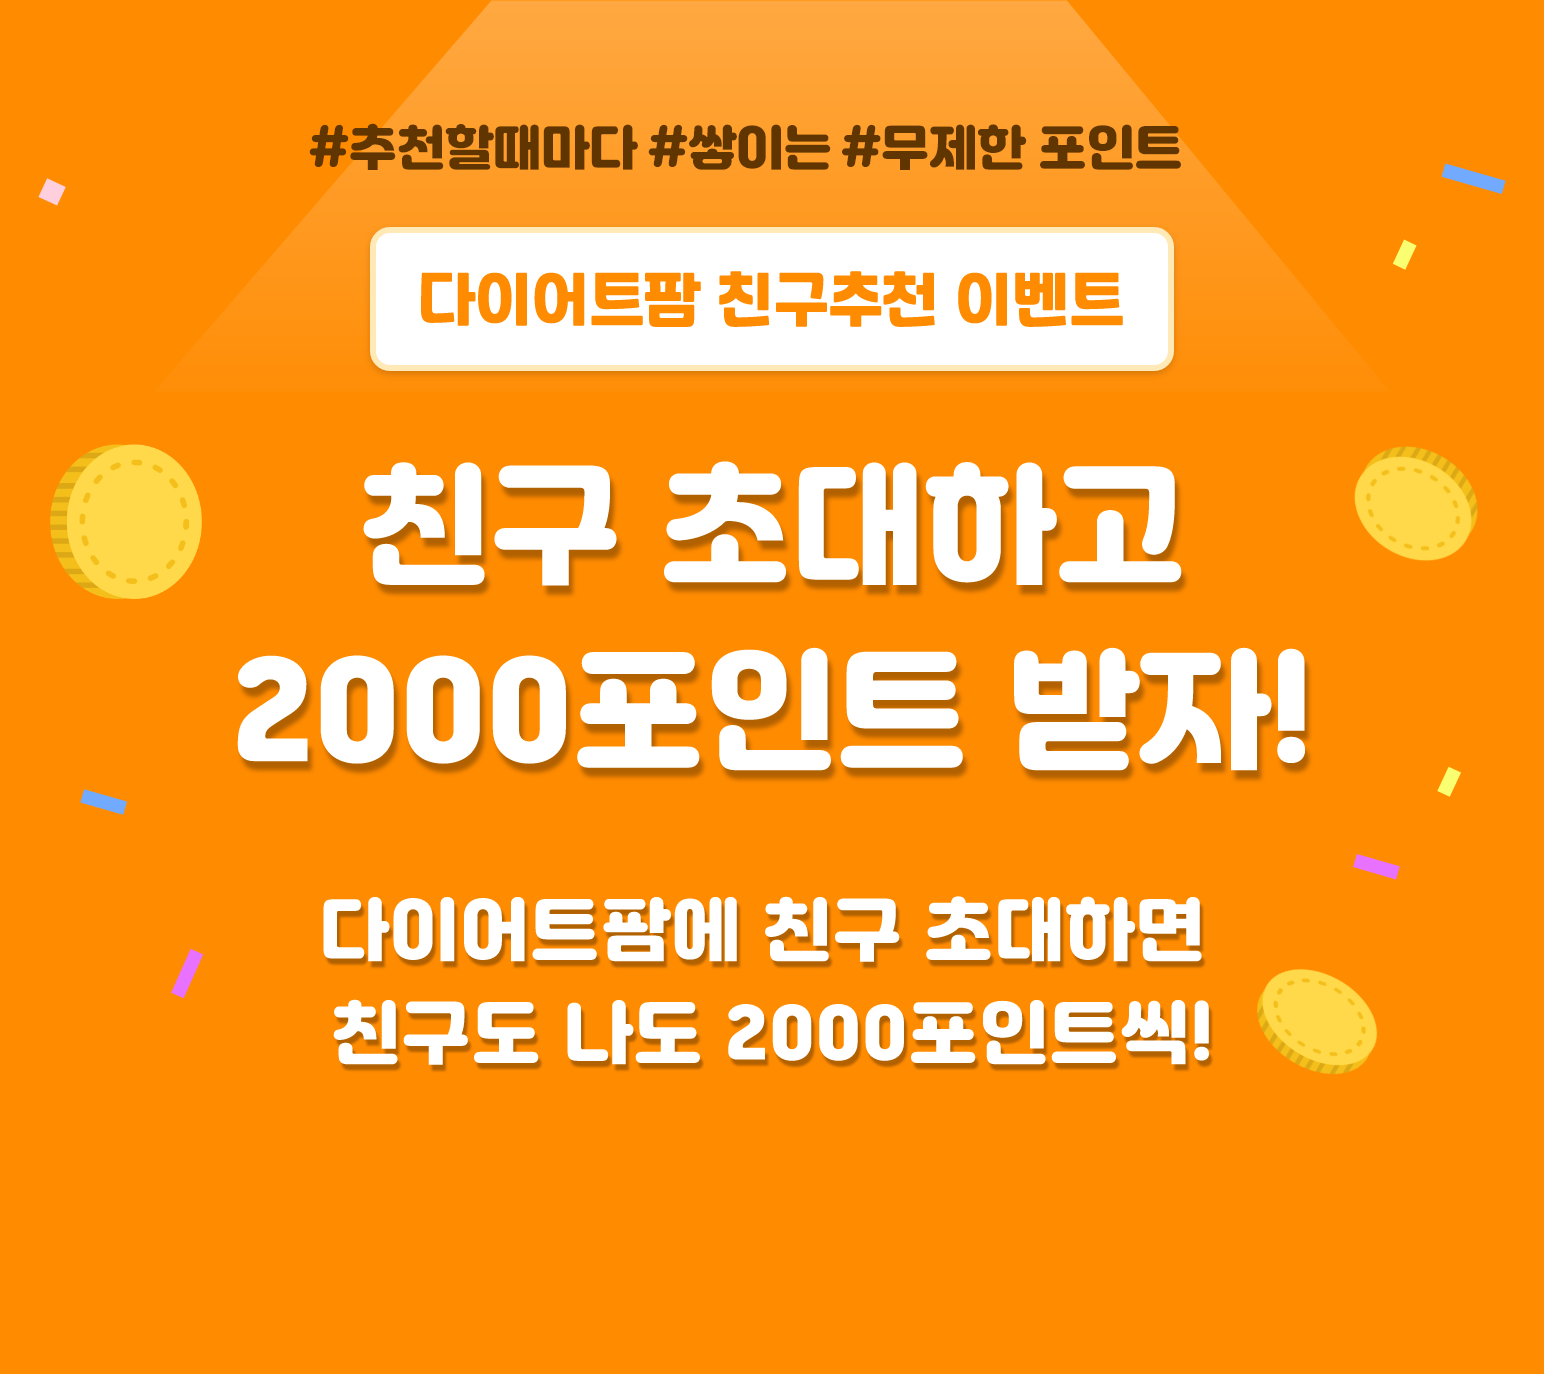 #추천할때마다 #쌓이는 #무제한 포인트
다이어트팜 친구추천 이벤트
친구 초대하고
2000포인트 받자!
다이어트팜에 친구 초대하면
친구도 나도 2000포인트씩!